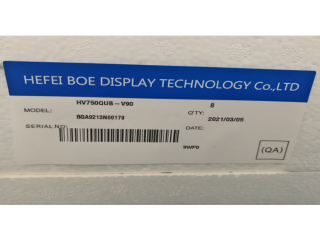 HEFEI BOE DISPLAY TECHNOLOGY Co.,LTD
MODEL: HV750QUB-V90 Q'TY: 8
SERIAL NO: BQA0213N00179 DATE: 2021/03/05
9WPD
(QA)